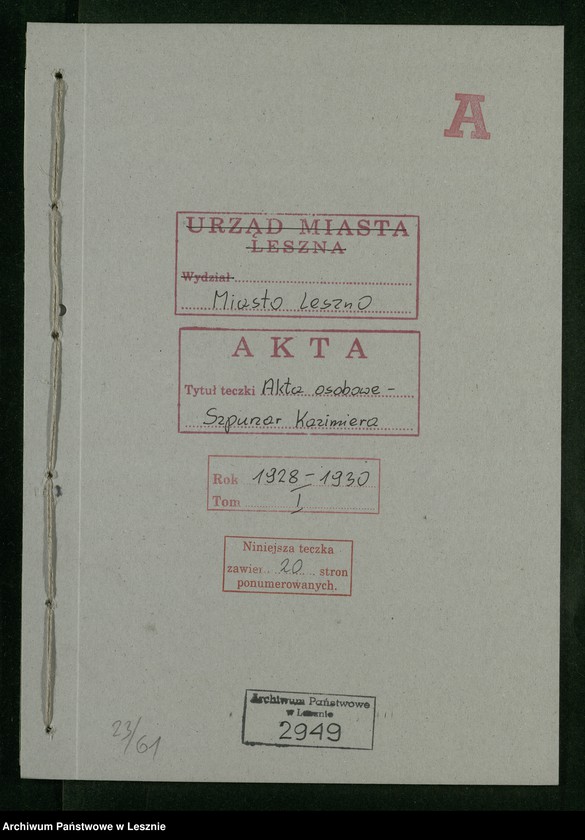 A
URZĄD MIASTA
LESZNA
Wydział
Miasto Leszno
AKTA
Tytuł teczki Akta osobowe -
Szpunar Kazimiera
Rok 1928 - 1930
Tom I
Niniejsza teczka
zawier. 20 stron
ponumerowanych.
Archiwum Państwowe
w Lesznie
2949
23/61
Archiwum Państwowe w Lesznie